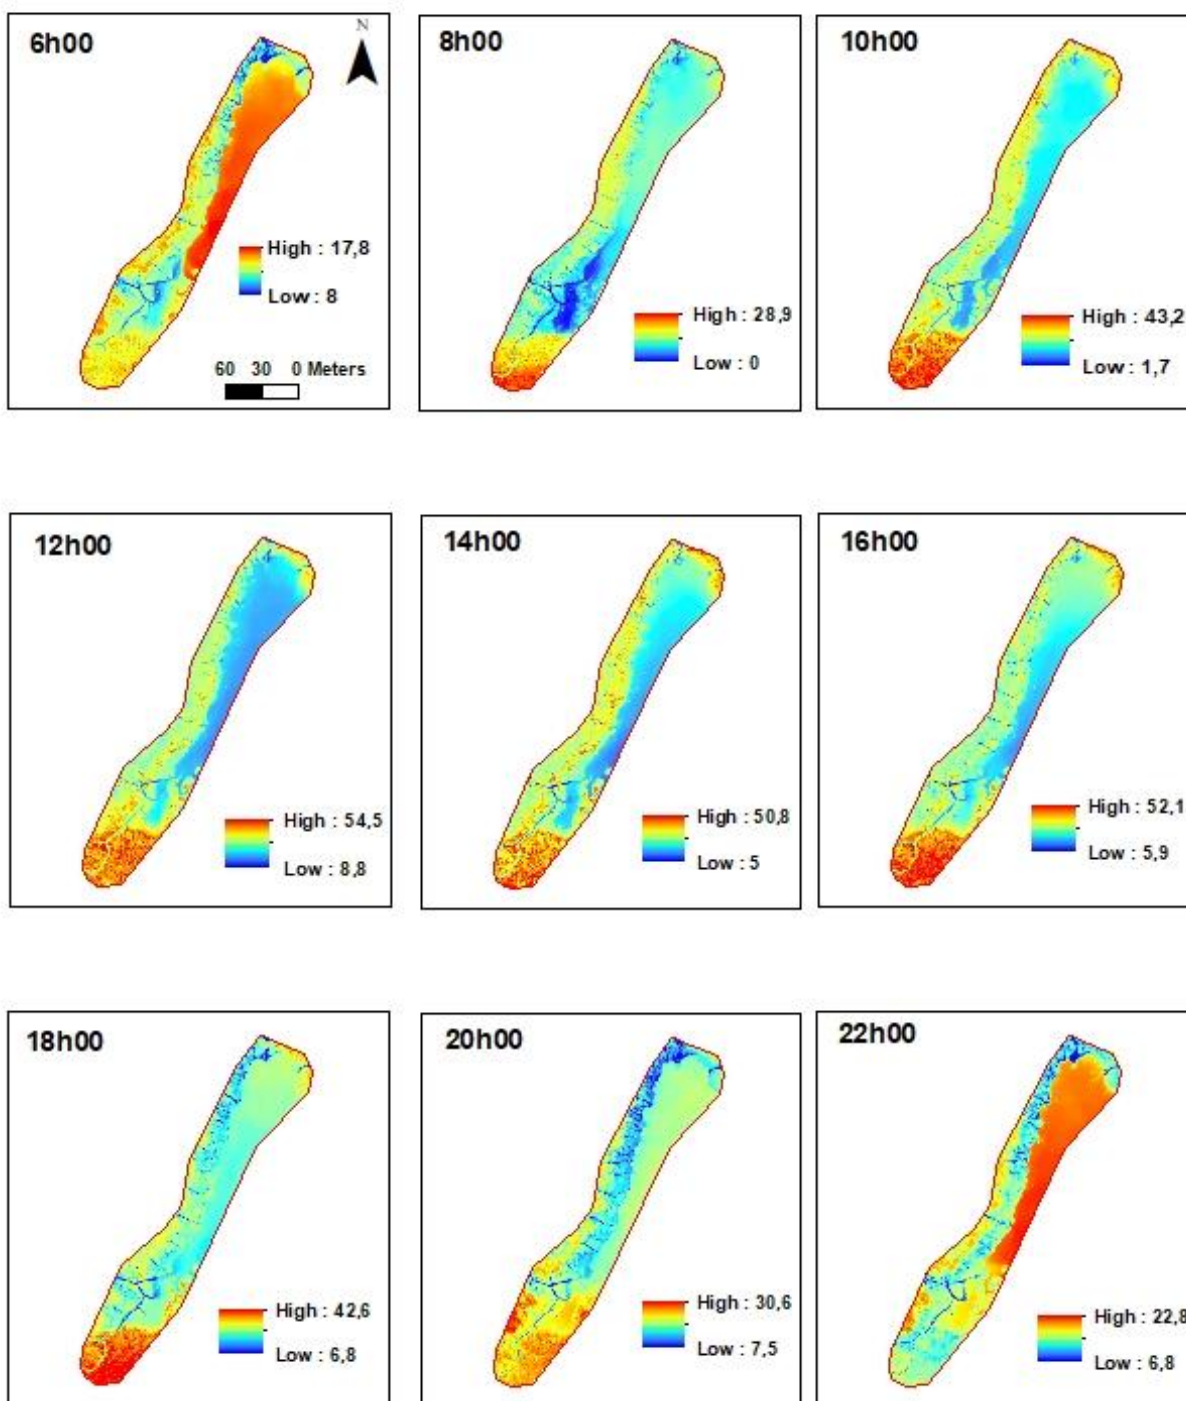 6h00
N
High : 17,8
Low : 8
60 30 0 Meters
8h00
High : 28,9
Low : 0
10h00
High : 43,2
Low : 1,7
12h00
High : 54,5
Low : 8,8
14h00
High : 50,8
Low : 5
16h00
High : 52,1
Low : 5,9
18h00
High : 42,6
Low : 6,8
20h00
High : 30,6
Low : 7,5
22h00
High : 22,8
Low : 6,8